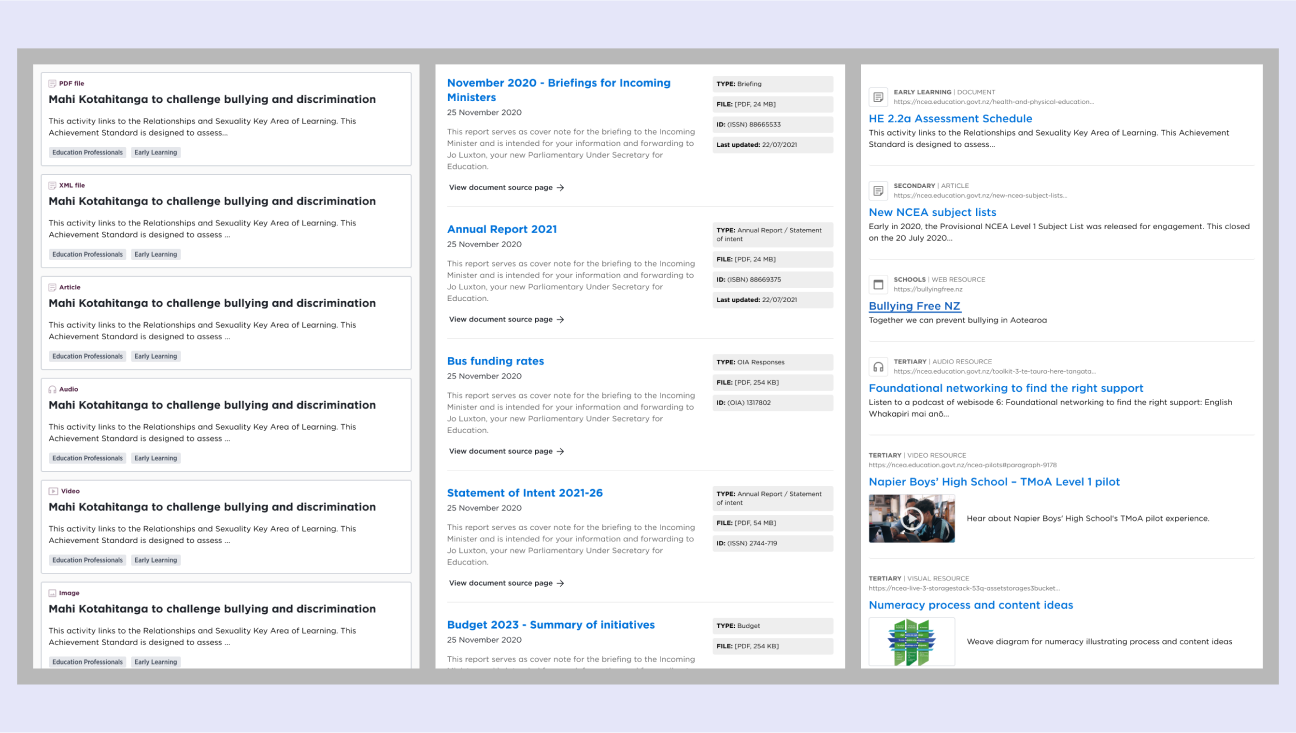 PDF file
Mahi Kotahitanga to challenge bullying and discrimination
This activity links to the Relationships and Sexuality Key Area of Learning. This
Achievement Standard is designed to assess...
Education Professionals
Early Learning
XML file
Mahi Kotahitanga to challenge bullying and discrimination
This activity links to the Relationships and Sexuality Key Area of Learning. This
Achievement Standard is designed to assess ...
Education Professionals
Early Learning
Article
Mahi Kotahitanga to challenge bullying and discrimination
This activity links to the Relationships and Sexuality Key Area of Learning. This
Achievement Standard is designed to assess ...
Education Professionals
Early Learning
Audio
Mahi Kotahitanga to challenge bullying and discrimination
This activity links to the Relationships and Sexuality Key Area of Learning. This
Achievement Standard is designed to assess ...
Education Professionals
Early Learning
Video
Mahi Kotahitanga to challenge bullying and discrimination
This activity links to the Relationships and Sexuality Key Area of Learning. This
Achievement Standard is designed to assess ...
Education Professionals
Early Learning
Image
Mahi Kotahitanga to challenge bullying and discrimination
This activity links to the Relationships and Sexuality Key Area of Learning. This
Achievement Standard is designed to assess ...
Education Professionals
Early Learning
November 2020 - Briefings for Incoming
Ministers
25 November 2020
This report serves as cover note for the briefing to the Incoming
Minister and is intended for your information and forwarding to
Jo Luxton, your new Parliamentary Under Secretary for
Education.
View document source page →
TYPE: Briefing
FILE: [PDF, 24 MB]
ID: (ISSN) 88665533
Last updated: 22/07/2021
Annual Report 2021
25 November 2020
This report serves as cover note for the briefing to the Incoming
Minister and is intended for your information and forwarding to
Jo Luxton, your new Parliamentary Under Secretary for
Education.
View document source page →
TYPE: Annual Report / Statement
of intent
FILE: [PDF, 24 MB]
ID: (ISBN) 88669375
Last updated: 22/07/2021
Bus funding rates
25 November 2020
This report serves as cover note for the briefing to the Incoming
Minister and is intended for your information and forwarding to
Jo Luxton, your new Parliamentary Under Secretary for
Education.
View document source page →
TYPE: OIA Responses
FILE: [PDF, 254 KB]
ID: (OIA) 1317802
Statement of Intent 2021-26
25 November 2020
This report serves as cover note for the briefing to the Incoming
Minister and is intended for your information and forwarding to
Jo Luxton, your new Parliamentary Under Secretary for
Education.
View document source page →
TYPE: Annual Report / Statement
of intent
FILE: [PDF, 54 MB]
ID: (ISSN) 2744-719
Budget 2023 - Summary of initiatives
25 November 2020
This report serves as cover note for the briefing to the Incoming
TYPE: Budget
FILE: [PDF, 254 KB]
EARLY LEARNING | DOCUMENT
https://ncea.education.govt.nz/health-and-physical-education...
HE 2.2a Assessment Schedule
This activity links to the Relationships and Sexuality Key Area of Learning. This Achievement
Standard is designed to assess...
SECONDARY | ARTICLE
https://ncea.education.govt.nz/new-ncea-subject-lists...
New NCEA subject lists
Early in 2020, the Provisional NCEA Level 1 Subject List was released for engagement. This closed
on the 20 July 2020...
SCHOOLS | WEB RESOURCE
https://bullyingfree.nz
Bullying Free NZ
Together we can prevent bullying in Aotearoa
TERTIARY | AUDIO RESOURCE
https://ncea.education.govt.nz/toolkit-3-te-taura-here-tangata...
Foundational networking to find the right support
Listen to a podcast of webisode 6: Foundational networking to find the right support: English
Whakapiri mai anō...
TERTIARY | VIDEO RESOURCE
https://ncea.education.govt.nz/ncea-pilots#paragraph-9178
Napier Boys' High School – TMoA Level 1 pilot
Hear about Napier Boys' High School's TMoA pilot experience.
TERTIARY | VISUAL RESOURCE
https://ncea-live-3-storagestack-53q-assetstorages3bucket...
Numeracy process and content ideas
Weave diagram for numeracy illustrating process and content ideas